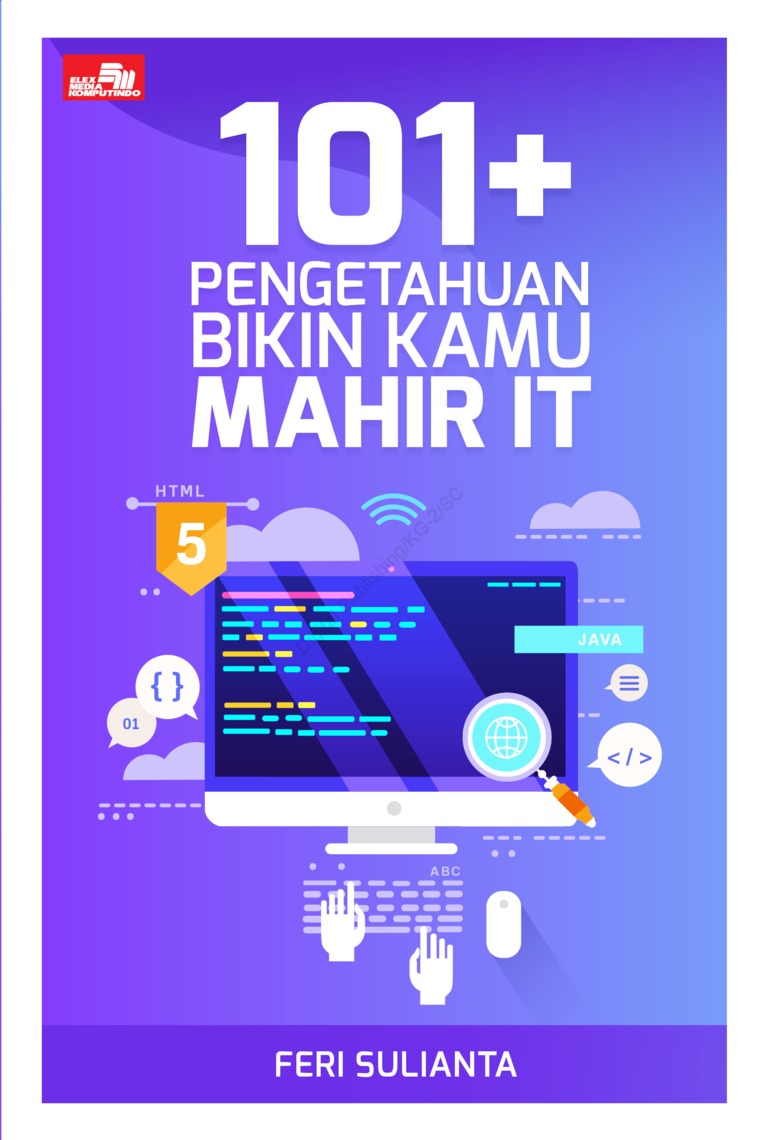 ELEX
MEDIA
KOMPUTINDO
101+
PENGETAHUAN
BIKIN KAMU
MAHIR IT
HTML
5
JAVA
{ }
01
</>
ABC
FERI SULIANTA